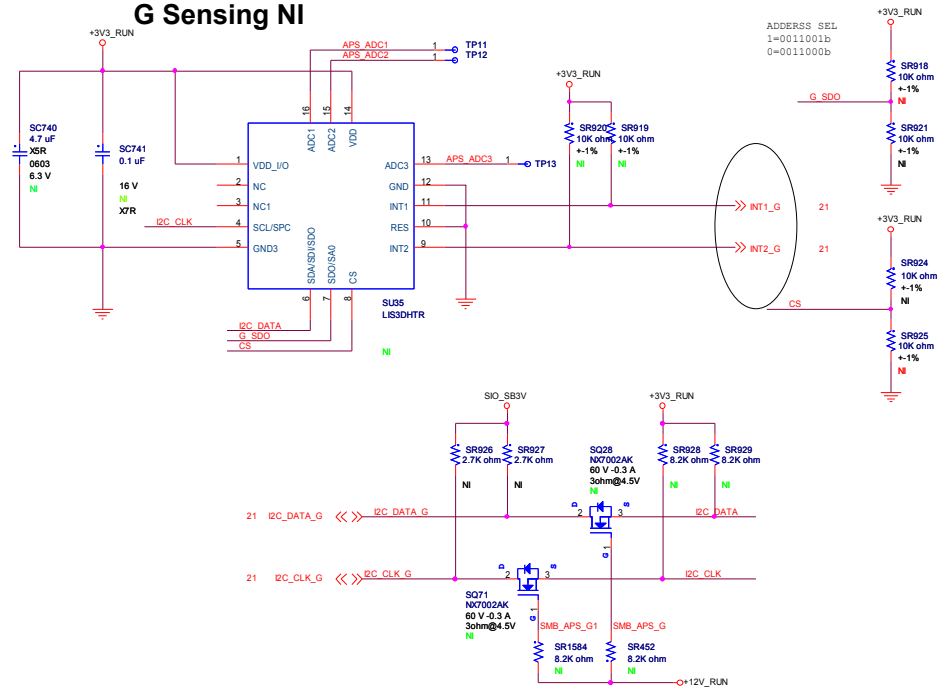 G Sensing NI
+3V3_RUN
APS_ADC1
1
TP11
APS_ADC2
1
TP12
ADDERSS SEL
1=0011001b
0=0011000b
+3V3_RUN
SR918
10K ohm
+-1%
NI
G_SDO
SR921
10K ohm
+-1%
NI
SC740
4.7 uF
X5R
0603
6.3 V
NI
SC741
0.1 uF
16 V
NI
X7R
16
15
14
ADC1
ADC2
VDD
1
VDD_I/O
2
NC
3
NC1
I2C_CLK
4
SCL/SPC
5
GND3
ADC3
13
APS_ADC3
1
TP13
GND
12
INT1
11
RES
10
INT2
9
SDA/SDI/SDO
SDO/SA0
CS
6
7
8
I2C_DATA
G_SDO
CS
SU35
LIS3DHTR
NI
+3V3_RUN
SR920
10K ohm
+-1%
NI
SR919
10K ohm
+-1%
NI
INT1_G
21
INT2_G
21
+3V3_RUN
SR924
10K ohm
+-1%
NI
CS
SR925
10K ohm
+-1%
NI
SIO_SB3V
SR926
2.7K ohm
NI
SR927
2.7K ohm
NI
SQ28
NX7002AK
60 V -0.3 A
3ohm@4.5V
NI
+3V3_RUN
SR928
8.2K ohm
NI
SR929
8.2K ohm
NI
21 I2C_DATA_G
I2C_DATA_G
2
D
S
3
G
1
I2C_DATA
21 I2C_CLK_G
I2C_CLK_G
2
D
S
3
G
1
I2C_CLK
SQ71
NX7002AK
60 V -0.3 A
3ohm@4.5V
NI
SMB_APS_G1
SMB_APS_G
SR1584
8.2K ohm
NI
SR452
8.2K ohm
NI
+12V_RUN